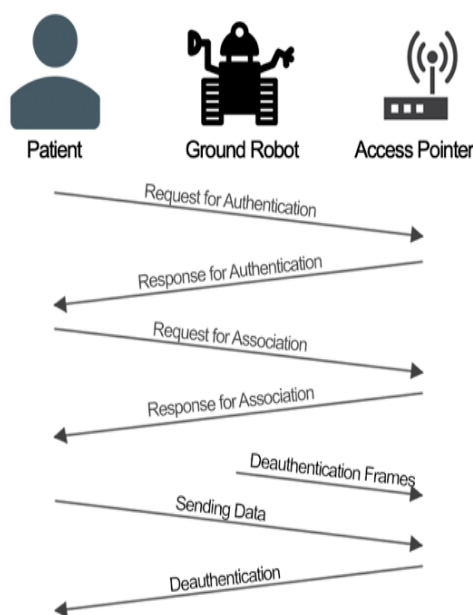 Patient Ground Robot Access Pointer
Request for Authentication
Response for Authentication
Request for Association
Response for Association
Deauthentication Frames
Sending Data
Deauthentication